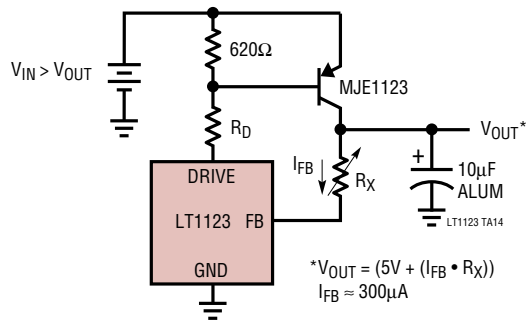 620Ω
V_IN > V_OUT
MJE1123
R_D
V_OUT*
I_FB
R_X
+
10µF
ALUM
LT1123 TA14
DRIVE
LT1123 FB
GND
*V_OUT = (5V + (I_FB • R_X))
I_FB ≈ 300µA